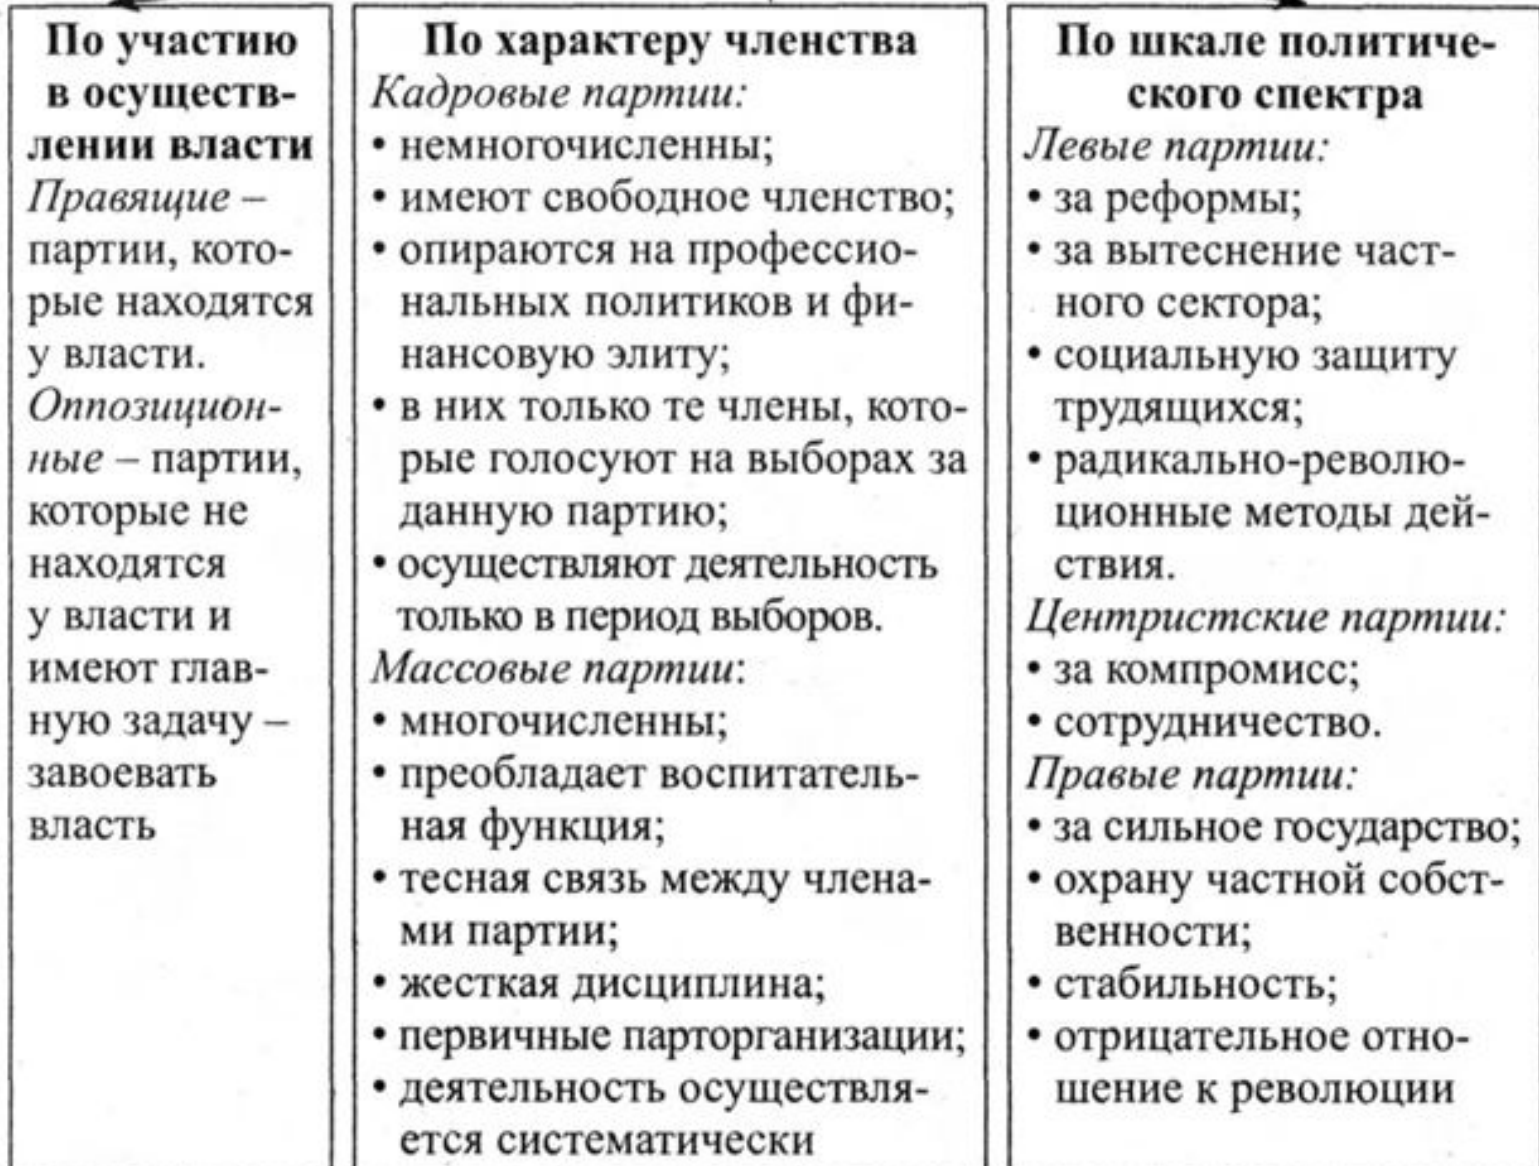 По участию
в осуществ-
лении власти
Правящие –
партии, кото-
рые находятся
у власти.
Оппозицион-
ные – партии,
которые не
находятся
у власти и
имеют глав-
ную задачу –
завоевать
власть
По характеру членства
Кадровые партии:
• немногочисленны;
• имеют свободное членство;
• опираются на профессио-
нальных политиков и фи-
нансовую элиту;
• в них только те члены, кото-
рые голосуют на выборах за
данную партию;
• осуществляют деятельность
только в период выборов.
Массовые партии:
• многочисленны;
• преобладает воспитатель-
ная функция;
• тесная связь между члена-
ми партии;
• жесткая дисциплина;
• первичные парторганизации;
• деятельность осуществля-
ется систематически
По шкале политиче-
ского спектра
Левые партии:
• за реформы;
• за вытеснение част-
ного сектора;
• социальную защиту
трудящихся;
• радикально-револю-
ционные методы дей-
ствия.
Центристские партии:
• за компромисс;
• сотрудничество.
Правые партии:
• за сильное государство;
• охрану частной собст-
венности;
• стабильность;
• отрицательное отно-
шение к революции